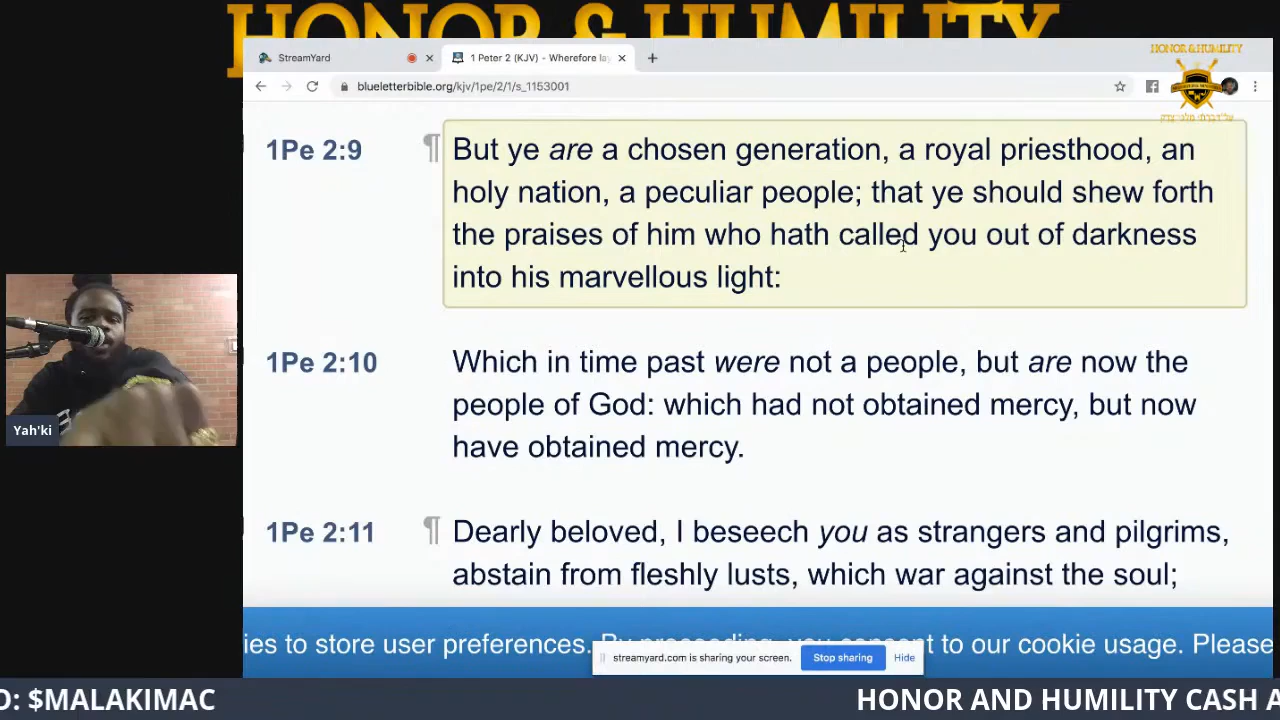 HONOR & HUMILITY
StreamYard
1 Peter 2 (KJV) - Wherefore la
HONOR & HUMILITY
blueletterbible.org/kjv/1pe/2/1/s_1153001
1Pe 2:9
¶ But ye are a chosen generation, a royal priesthood, an
holy nation, a peculiar people; that ye should shew forth
the praises of him who hath called you out of darkness
into his marvellous light:
1Pe 2:10
Which in time past were not a people, but are now the
people of God: which had not obtained mercy, but now
have obtained mercy.
Yah'ki
1Pe 2:11
¶ Dearly beloved, I beseech you as strangers and pilgrims,
abstain from fleshly lusts, which war against the soul;
ies to store user preferences. By proceeding, you consent to our cookie usage. Please
streamyard.com is sharing your screen.
Stop sharing
Hide
D: $MALAKIMAC
HONOR AND HUMILITY CASH A